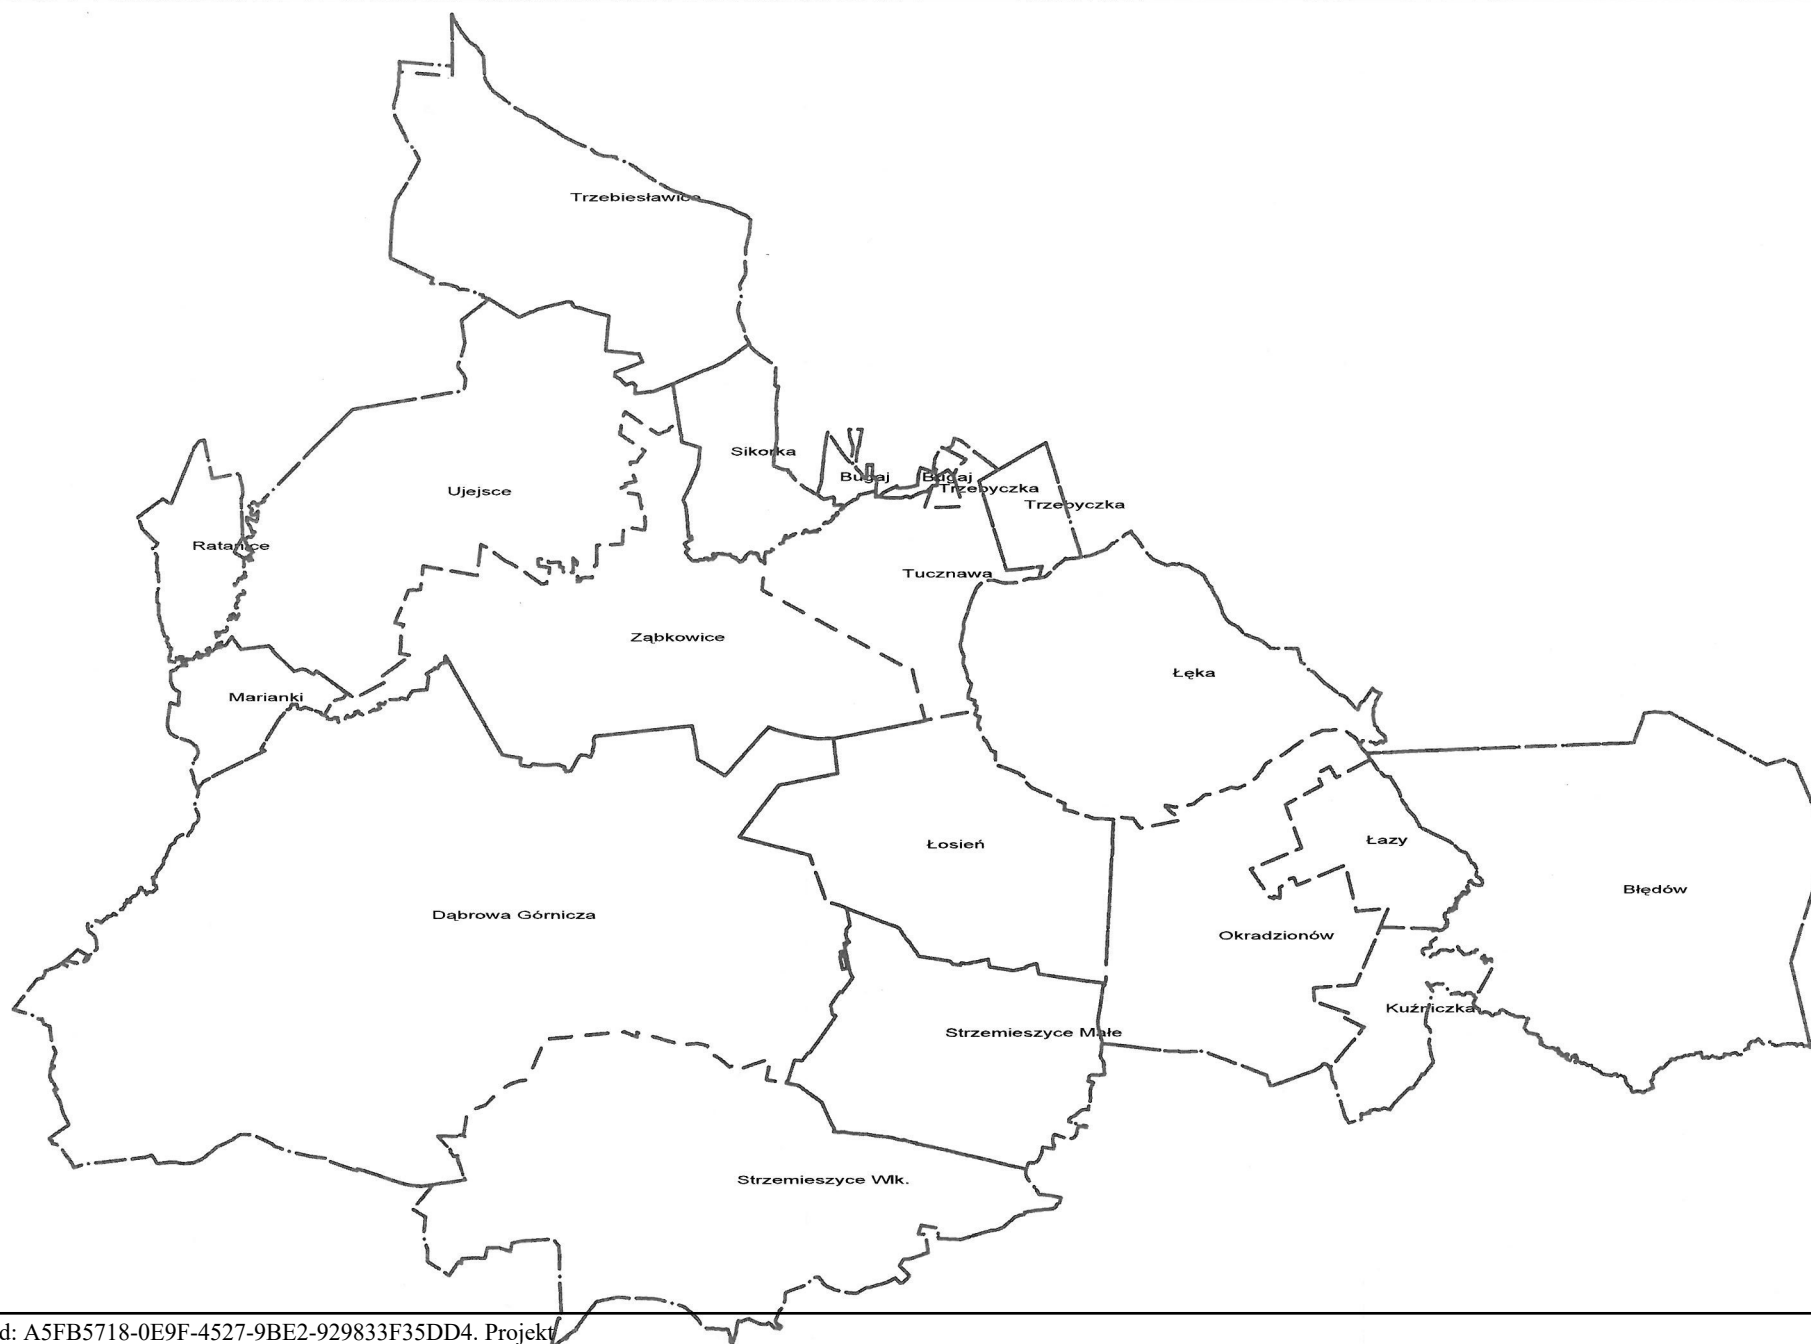 Trzebiesławice
Sikorka
Bugaj
Bugaj
Ujejsce
Trzebyczka
Trzebyczka
Ratanice
Tucznawa
Ząbkowice
Łęka
Marianki
Łosień
Łazy
Błędów
Dąbrowa Górnicza
Okradzionów
Kuźniczka
Strzemieszyce Małe
Strzemieszyce Wlk.
d: A5FB5718-0E9F-4527-9BE2-929833F35DD4. Projekt